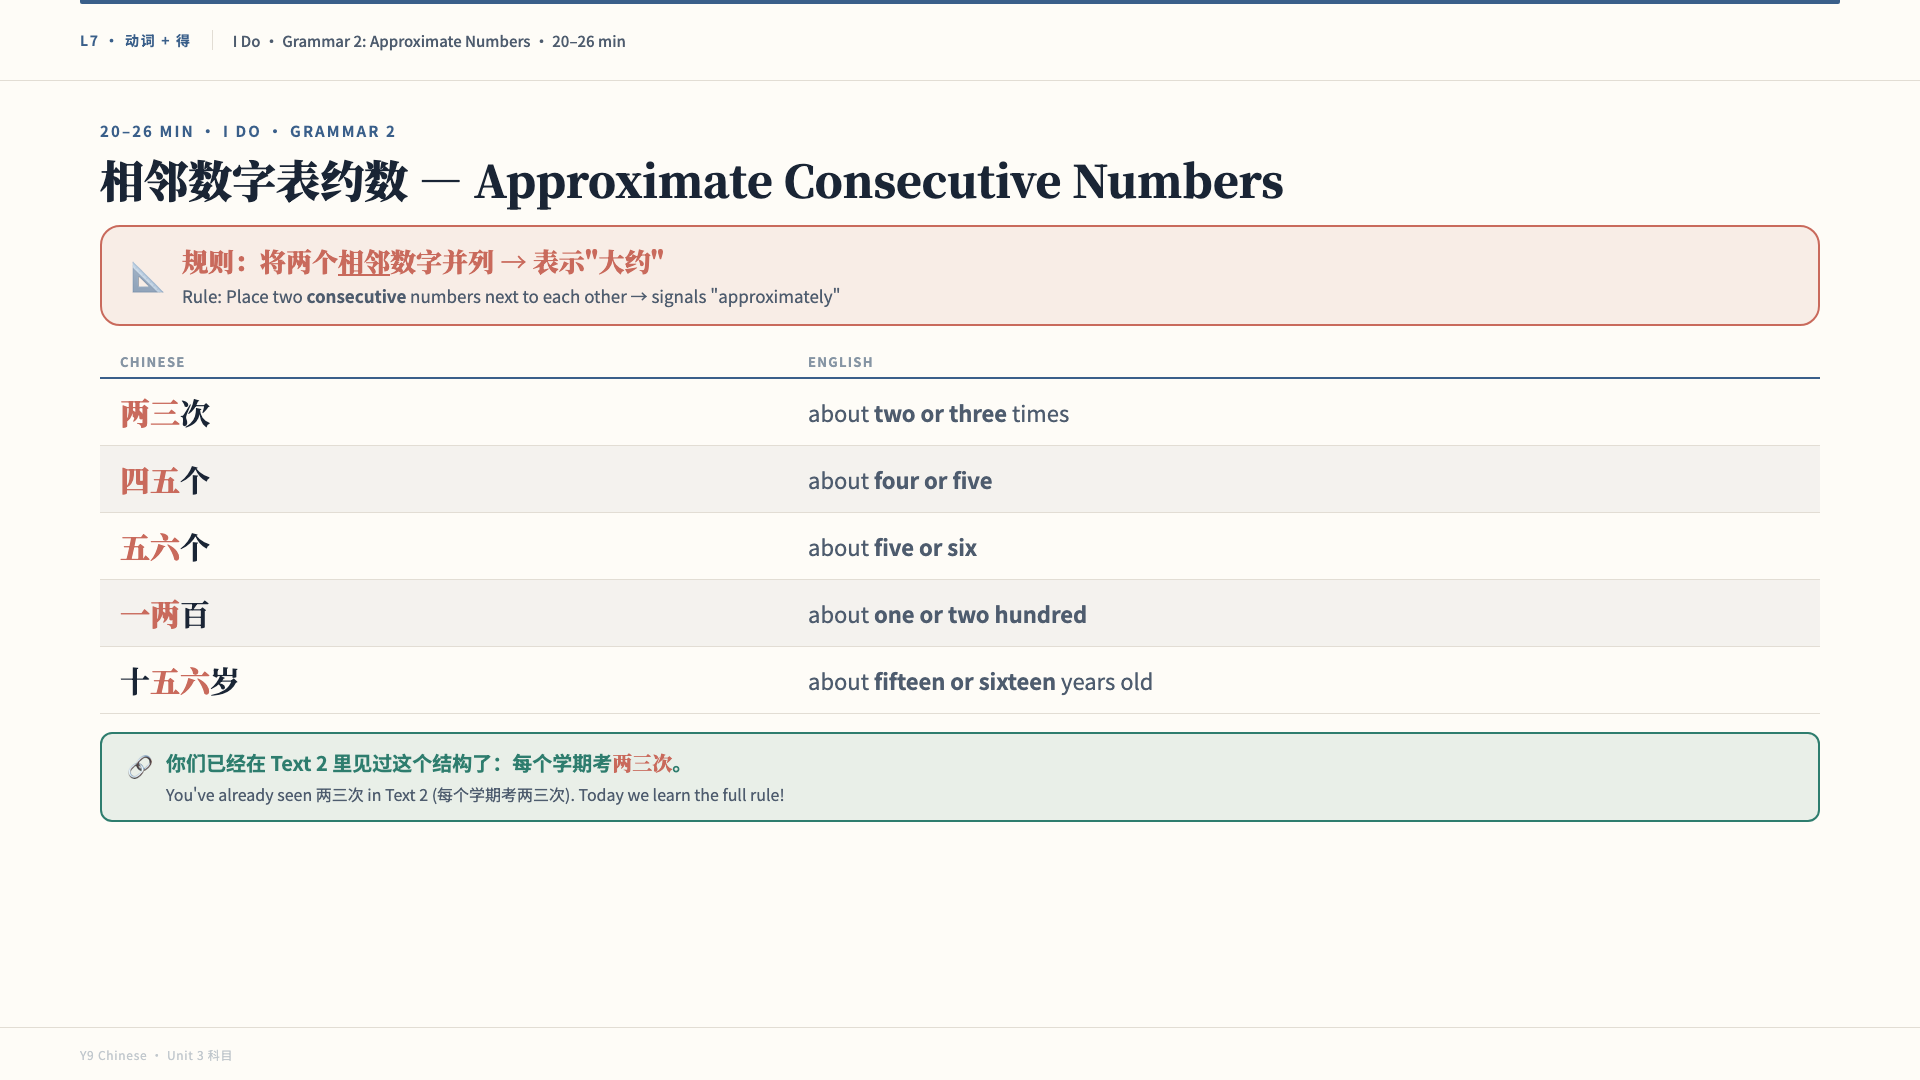 L7 • 动词 + 得 I Do • Grammar 2: Approximate Numbers • 20–26 min
20–26 MIN • I DO • GRAMMAR 2
相邻数字表约数 — Approximate Consecutive Numbers
规则：将两个相邻数字并列 → 表示"大约"
Rule: Place two consecutive numbers next to each other → signals "approximately"
CHINESE ENGLISH
两三次 about two or three times
四五个 about four or five
五六个 about five or six
一两百 about one or two hundred
十五六岁 about fifteen or sixteen years old
你们已经在 Text 2 里见过这个结构了：每个学期考两三次。
You've already seen 两三次 in Text 2 (每个学期考两三次). Today we learn the full rule!
Y9 Chinese • Unit 3 科目